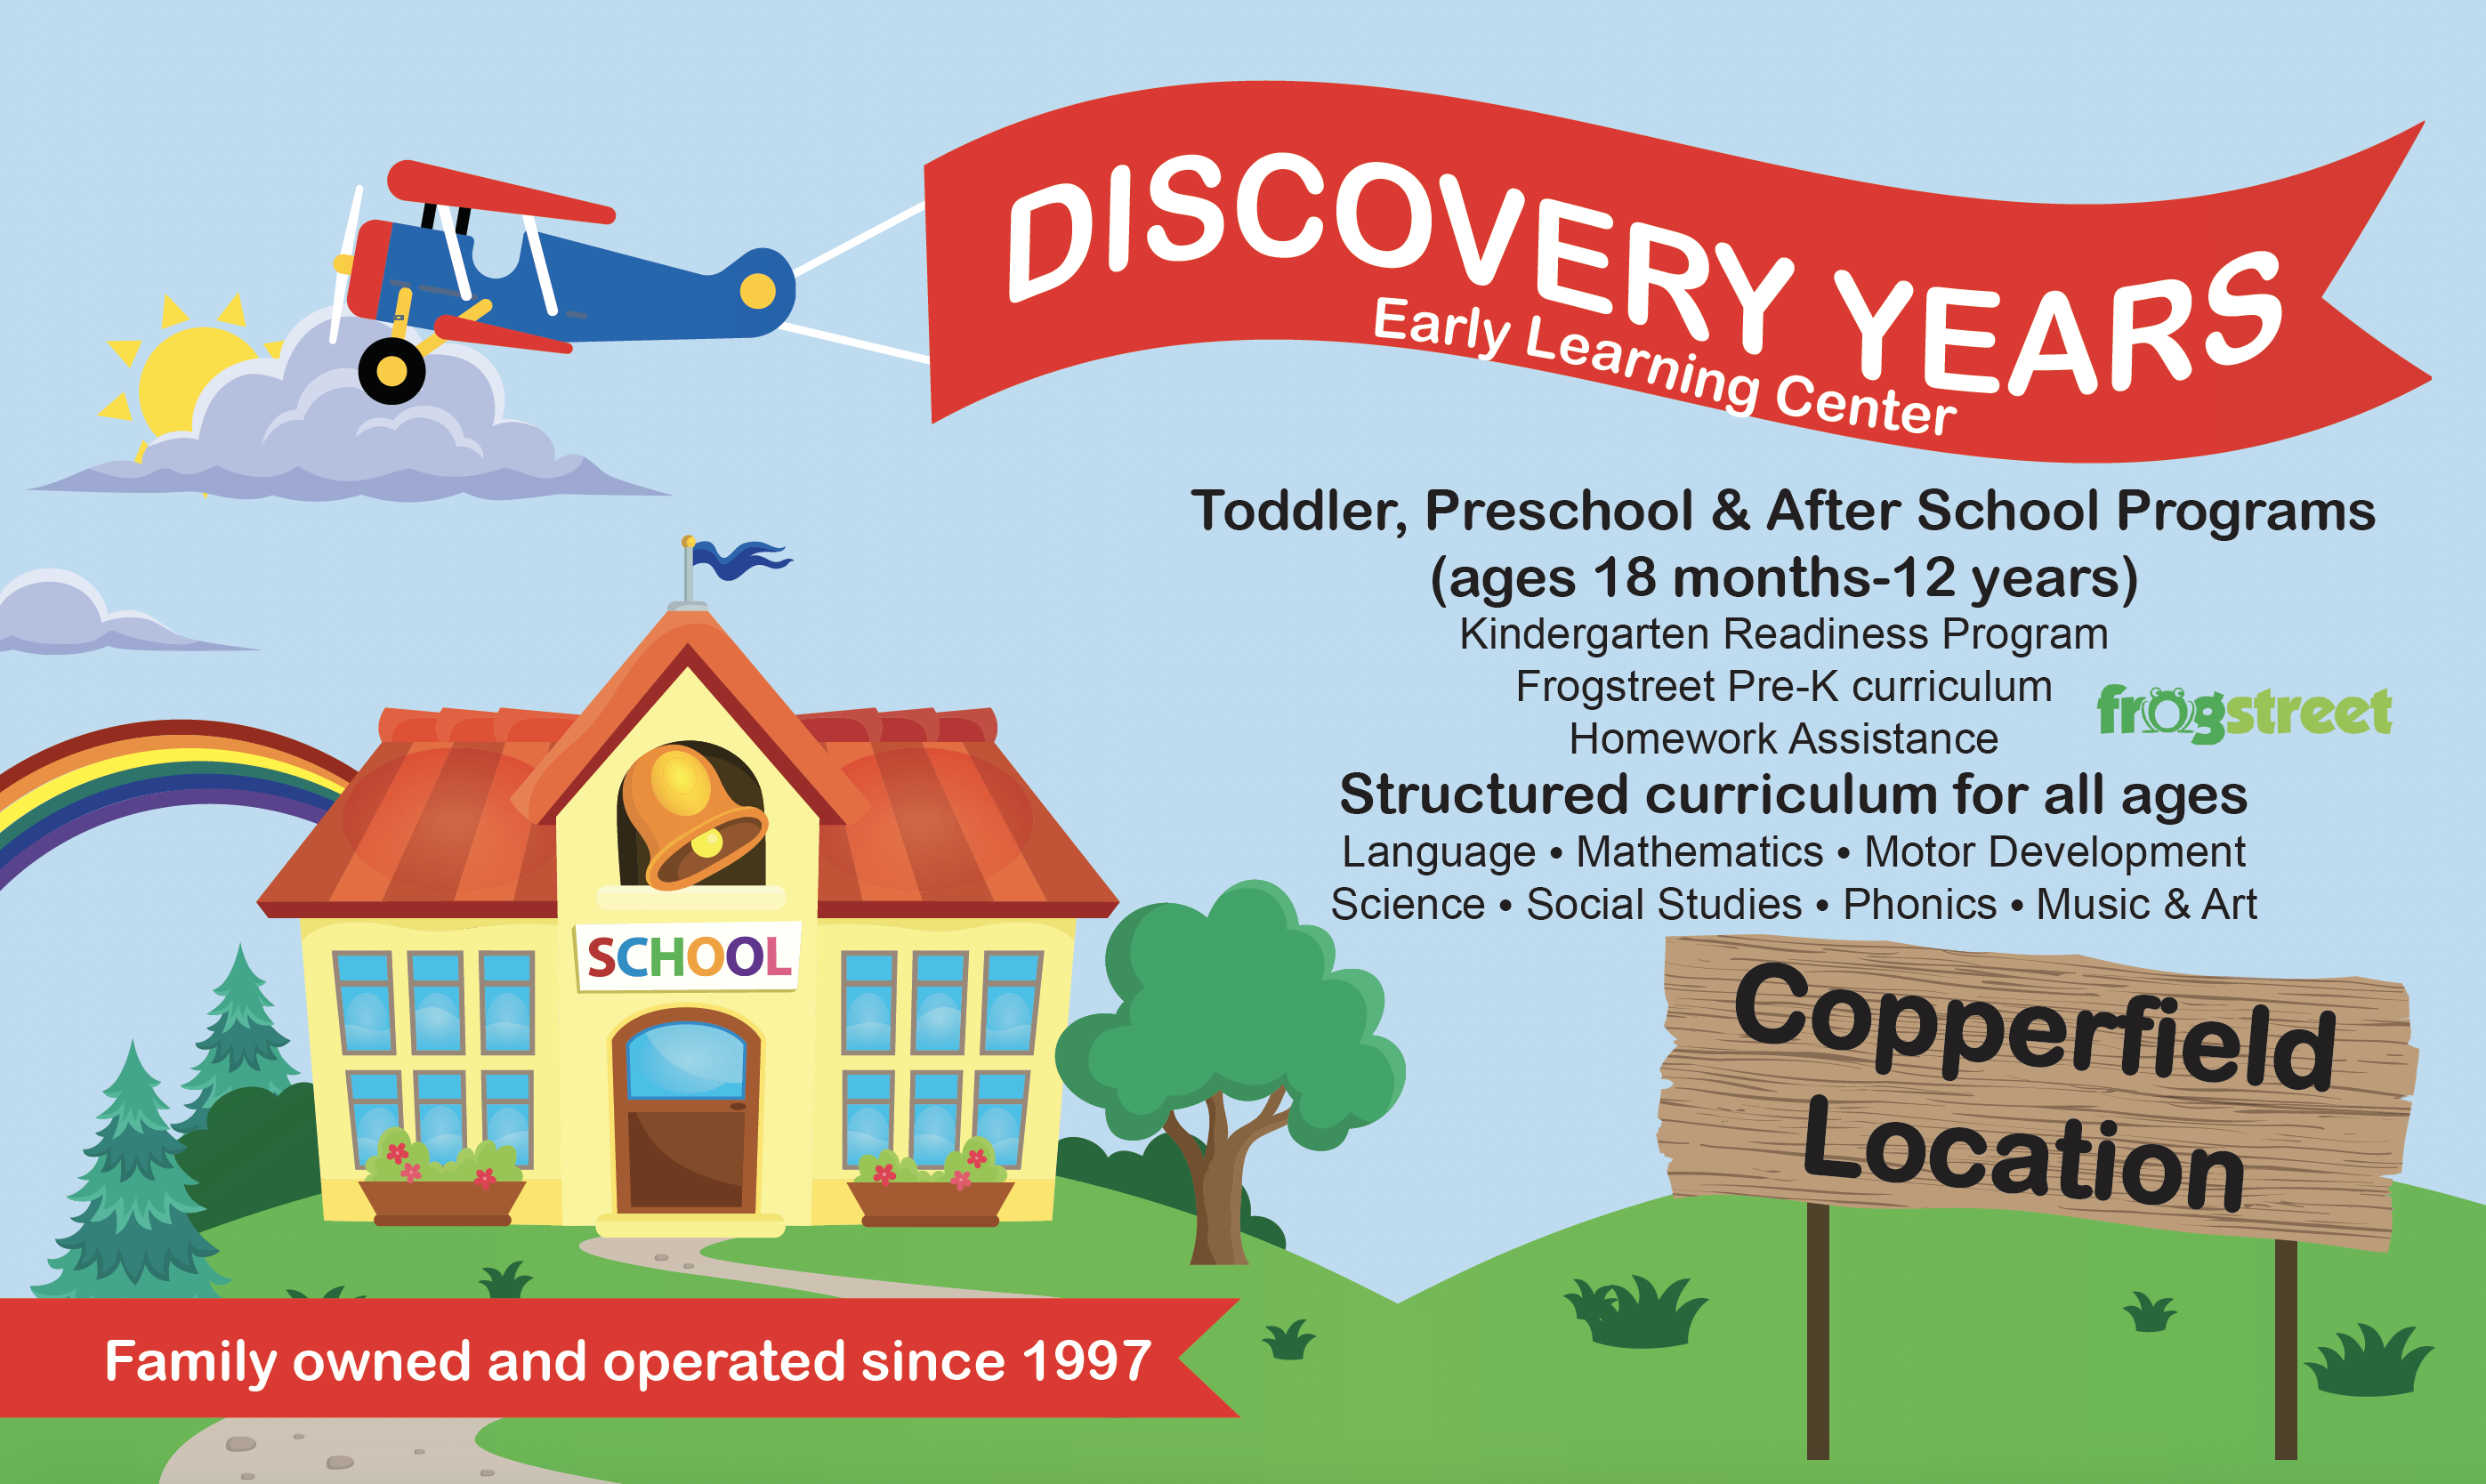 DISCOVERY YEARS
Early Learning Center
Toddler, Preschool & After School Programs
(ages 18 months-12 years)
Kindergarten Readiness Program
Frogstreet Pre-K curriculum
frogstreet
Homework Assistance
Structured curriculum for all ages
Language • Mathematics • Motor Development
Science • Social Studies • Phonics • Music & Art
SCHOOL
Copperfield
Location
Family owned and operated since 1997